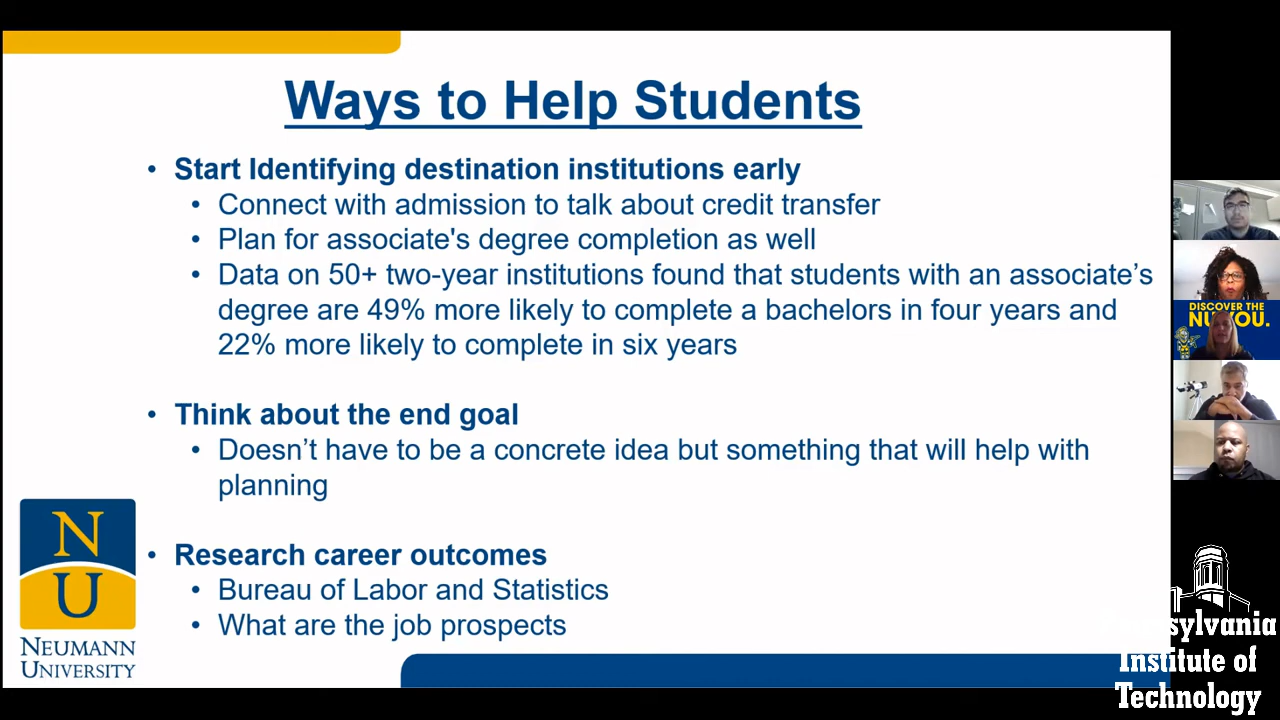 Ways to Help Students
• Start Identifying destination institutions early
• Connect with admission to talk about credit transfer
• Plan for associate's degree completion as well
• Data on 50+ two-year institutions found that students with an associate’s
degree are 49% more likely to complete a bachelors in four years and
22% more likely to complete in six years
• Think about the end goal
• Doesn’t have to be a concrete idea but something that will help with
planning
• Research career outcomes
• Bureau of Labor and Statistics
• What are the job prospects
N
U
NEUMANN
UNIVERSITY
DISCOVER THE
YOU.
Pennsylvania
Institute of
Technology